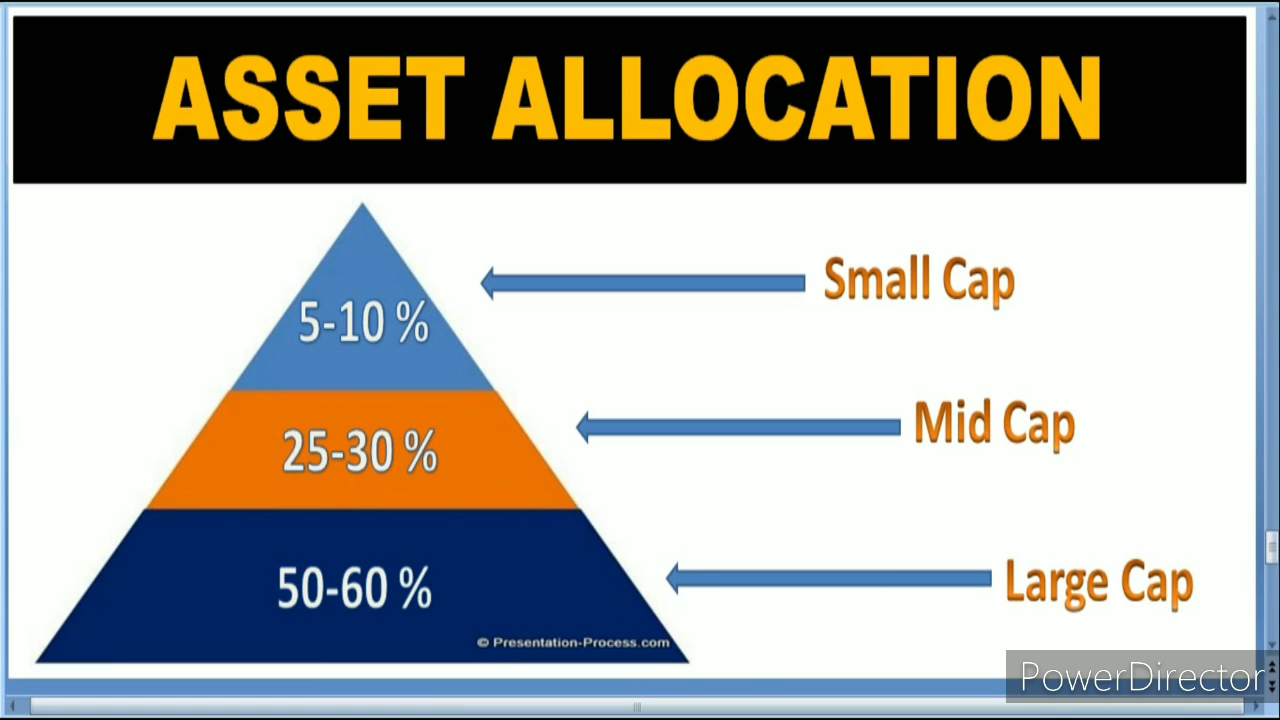 ASSET ALLOCATION
5-10 %
Small Cap
25-30 %
Mid Cap
50-60 %
Large Cap
© Presentation-Process.com
PowerDirector